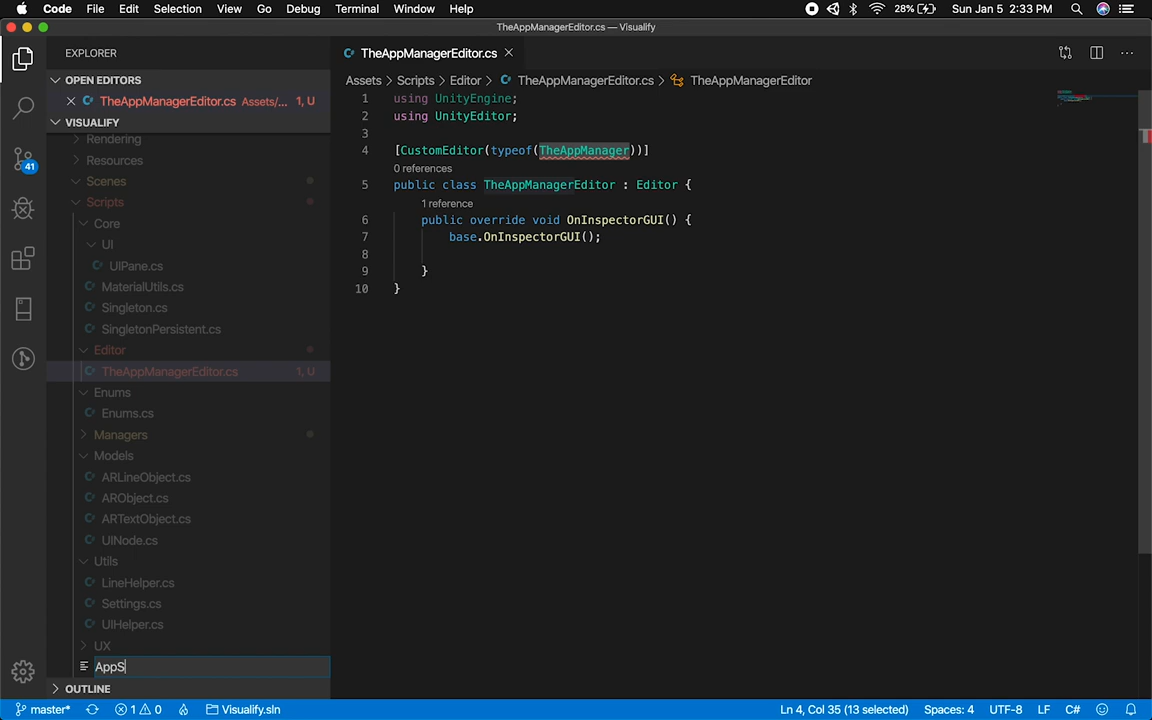 Code File Edit Selection View Go Debug Terminal Window Help 28% Sun Jan 5 2:33 PM
TheAppManagerEditor.cs — Visualify
EXPLORER
OPEN EDITORS
TheAppManagerEditor.cs Assets/... 1, U
VISUALIFY
Rendering
Resources
Scenes
Scripts
Core
UI
UIPane.cs
MaterialUtils.cs
Singleton.cs
SingletonPersistent.cs
Editor
TheAppManagerEditor.cs 1, U
Enums
Enums.cs
Managers
Models
ARLineObject.cs
ARObject.cs
ARTextObject.cs
UINode.cs
Utils
LineHelper.cs
Settings.cs
UIHelper.cs
UX
AppS
OUTLINE
41
TheAppManagerEditor.cs
Assets > Scripts > Editor > TheAppManagerEditor.cs > TheAppManagerEditor
1 using UnityEngine;
2 using UnityEditor;
3
4 [CustomEditor(typeof(TheAppManager))]
0 references
5 public class TheAppManagerEditor : Editor {
1 reference
6 public override void OnInspectorGUI() {
7 base.OnInspectorGUI();
8
9 }
10 }
master* 1 0 Visualify.sln Ln 4, Col 35 (13 selected) Spaces: 4 UTF-8 LF C#